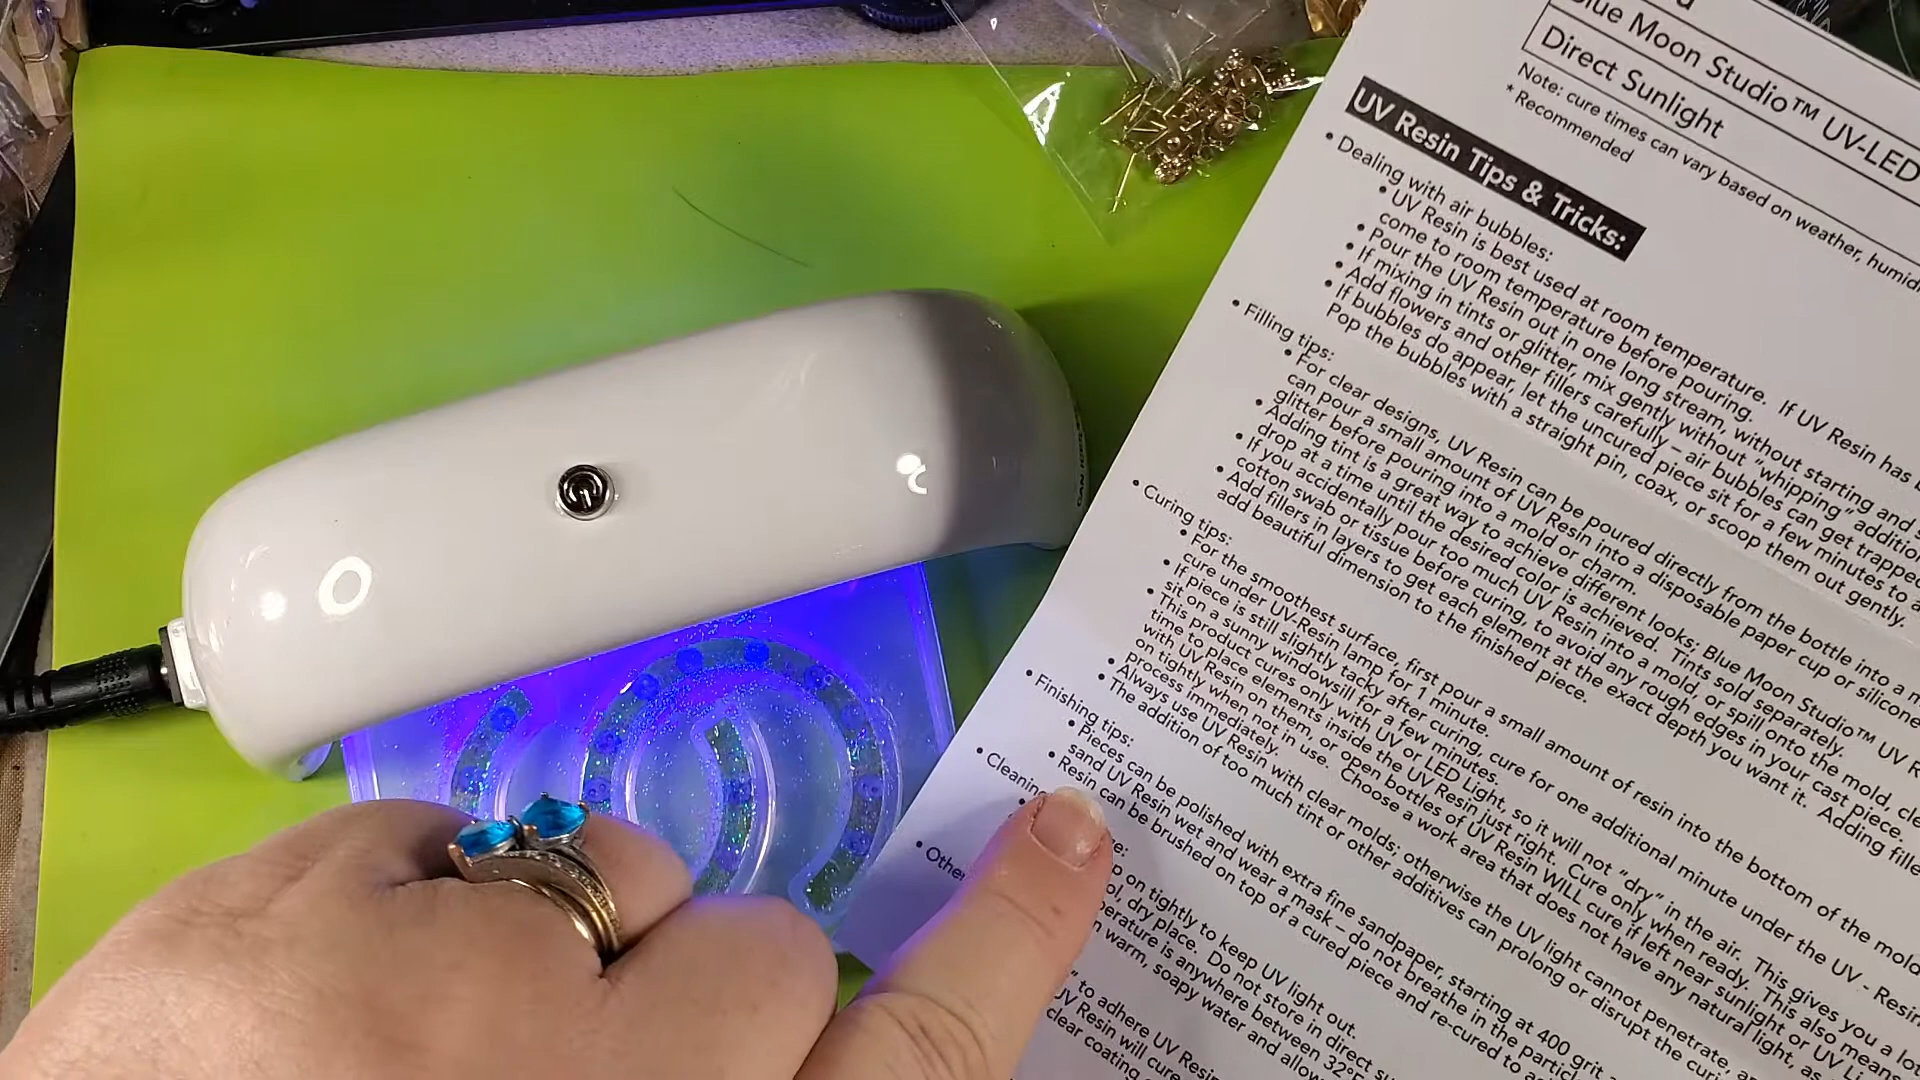 Blue Moon Studio™ UV-LED
Direct Sunlight
Note: cure times can vary based on weather, humidi
* Recommended
UV Resin Tips & Tricks:
• Dealing with air bubbles:
• UV Resin is best used at room temperature. If UV Resin has
come to room temperature before pouring.
• Pour the UV Resin out in one long stream, without starting and
• If mixing in tints or glitter, mix gently without "whipping"
• Add flowers and other fillers carefully – air bubbles can get trapped
• If bubbles do appear, let the uncured piece sit for a few minutes to
Pop the bubbles with a straight pin, coax, or scoop them out gently.
• Filling tips:
• For clear designs, UV Resin can be poured directly from the bottle into a
can pour a small amount of UV Resin into a disposable paper cup or silicone
glitter before pouring into a mold or charm.
• Adding tint is a great way to achieve different looks; Blue Moon Studio™ UV R
drop at a time until the desired color is achieved. Tints sold separately.
• If you accidentally pour too much UV Resin into a mold, or spill onto the mold, cle
cotton swab or tissue before curing, to avoid any rough edges in your cast piece.
• Add fillers in layers to get each element at the exact depth you want it. Adding fille
add beautiful dimension to the finished piece.
• Curing tips:
• For the smoothest surface, first pour a small amount of resin into the bottom of the mold
cure under UV-Resin lamp for 1 minute.
• If piece is still slightly tacky after curing, cure for one additional minute under the UV - Resin
sit on a sunny windowsill for a few minutes.
• This product cures only with UV or LED Light, so it will not "dry" in the air. This gives you a lo
time to place elements inside the UV Resin just right. Cure only when ready. This also means
with UV Resin on them, or open bottles of UV Resin WILL cure if left near sunlight or UV Li
on tightly when not in use. Choose a work area that does not have any natural light, as
process immediately.
• Always use UV Resin with clear molds; otherwise the UV light cannot penetrate,
• The addition of too much tint or other additives can prolong or disrupt the curi
• Finishing tips:
• Pieces can be polished with extra fine sandpaper, starting at 400 grit
sand UV Resin wet and wear a mask – do not breathe in the partic
• Resin can be brushed on top of a cured piece and re-cured to
• Cleaning
on tightly to keep UV light out.
dry place. Do not store in direct su
perature is anywhere between 32°F
warm, soapy water and allow
• Other
to adhere UV Resin
UV Resin will cure
clear coating